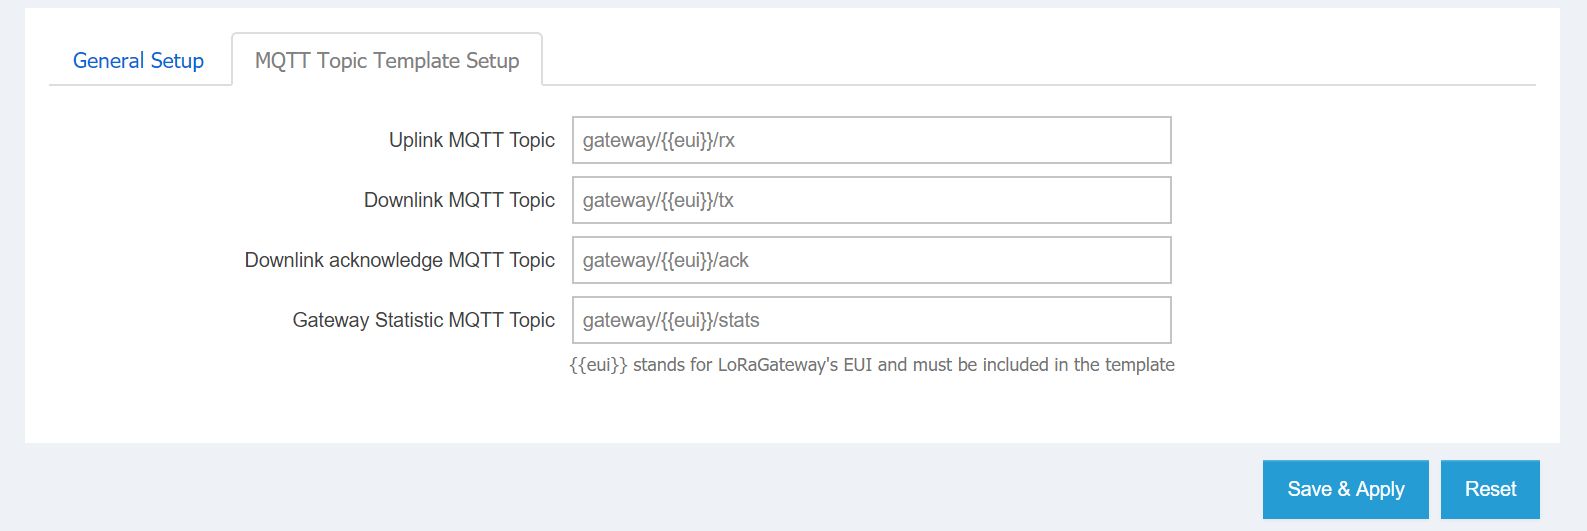 General Setup
MQTT Topic Template Setup
Uplink MQTT Topic
gateway/{{eui}}/rx
Downlink MQTT Topic
gateway/{{eui}}/tx
Downlink acknowledge MQTT Topic
gateway/{{eui}}/ack
Gateway Statistic MQTT Topic
gateway/{{eui}}/stats
{{eui}} stands for LoRaGateway's EUI and must be included in the template
Save & Apply
Reset